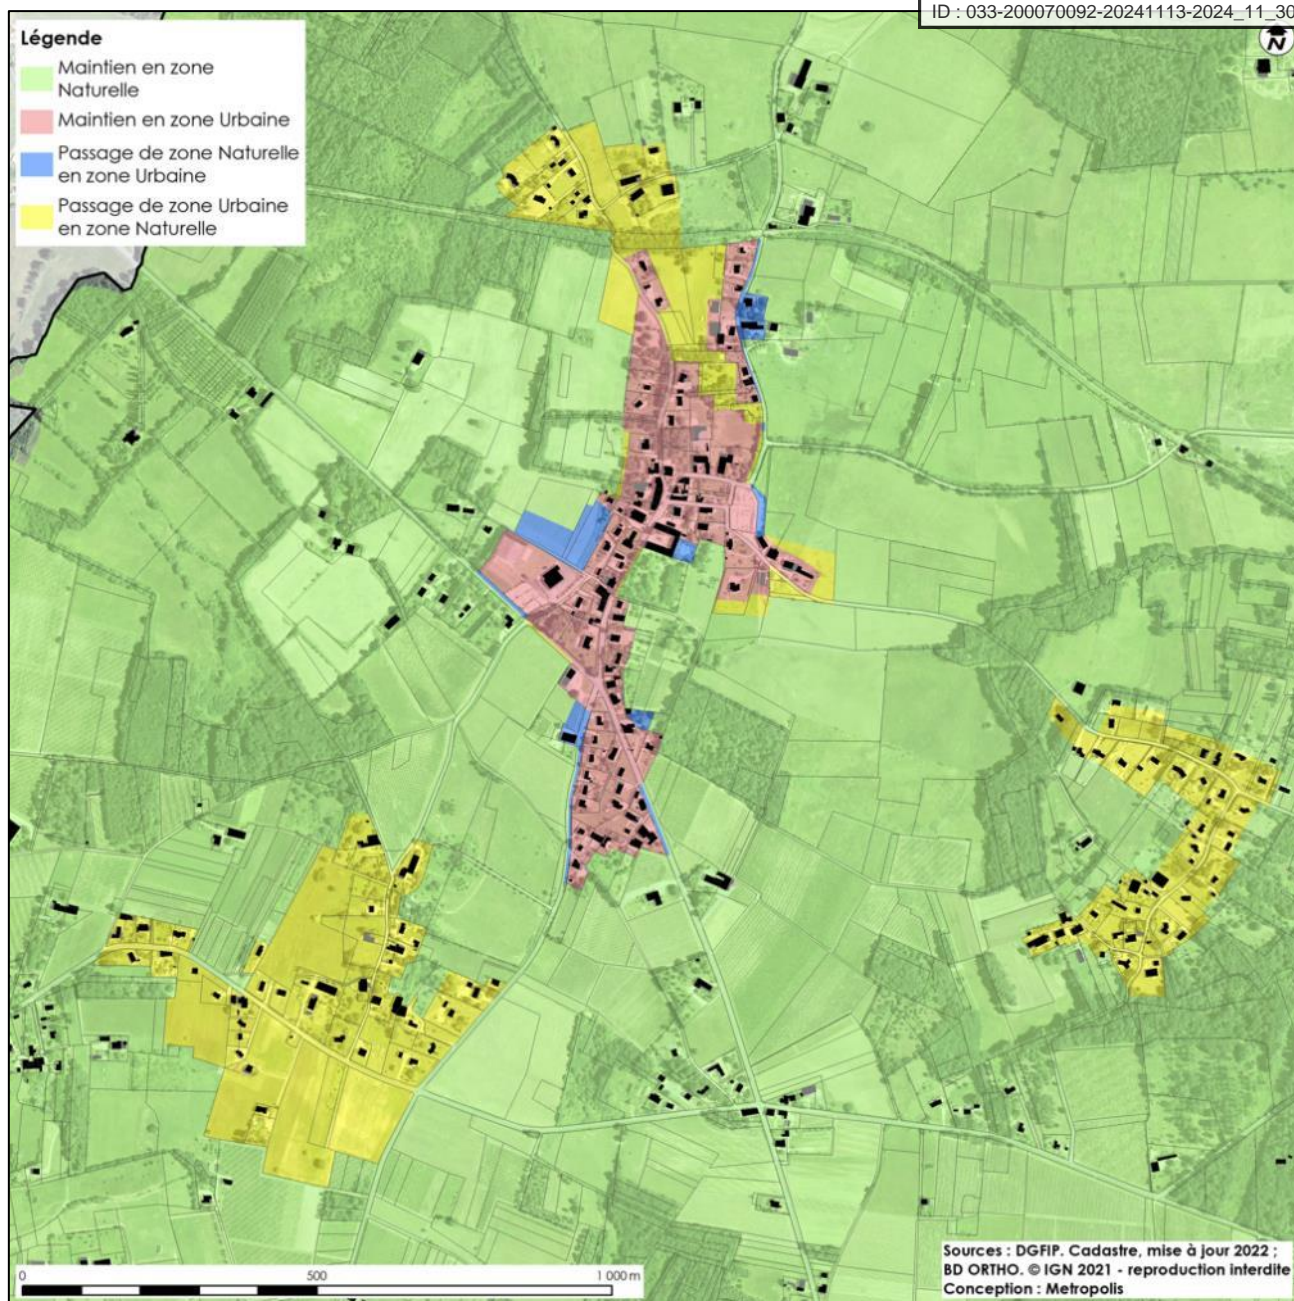 ID : 033-200070092-20241113-2024_11_30
N
Légende
Maintien en zone
Naturelle
Maintien en zone Urbaine
Passage de zone Naturelle
en zone Urbaine
Passage de zone Urbaine
en zone Naturelle
0 500 1 000 m
Sources : DGFIP. Cadastre, mise à jour 2022 ;
BD ORTHO. © IGN 2021 - reproduction interdite
Conception : Metropolis